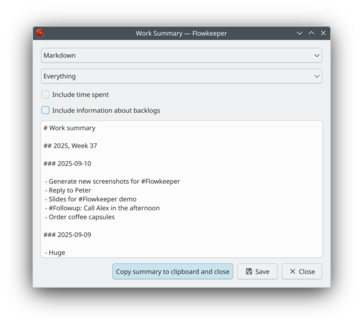 Work Summary — Flowkeeper
Markdown
Everything
Include time spent
Include information about backlogs
# Work summary
## 2025, Week 37
### 2025-09-10
- Generate new screenshots for #Flowkeeper
- Reply to Peter
- Slides for #Flowkeeper demo
- #Followup: Call Alex in the afternoon
- Order coffee capsules
### 2025-09-09
- Huge
Copy summary to clipboard and close
Save
Close